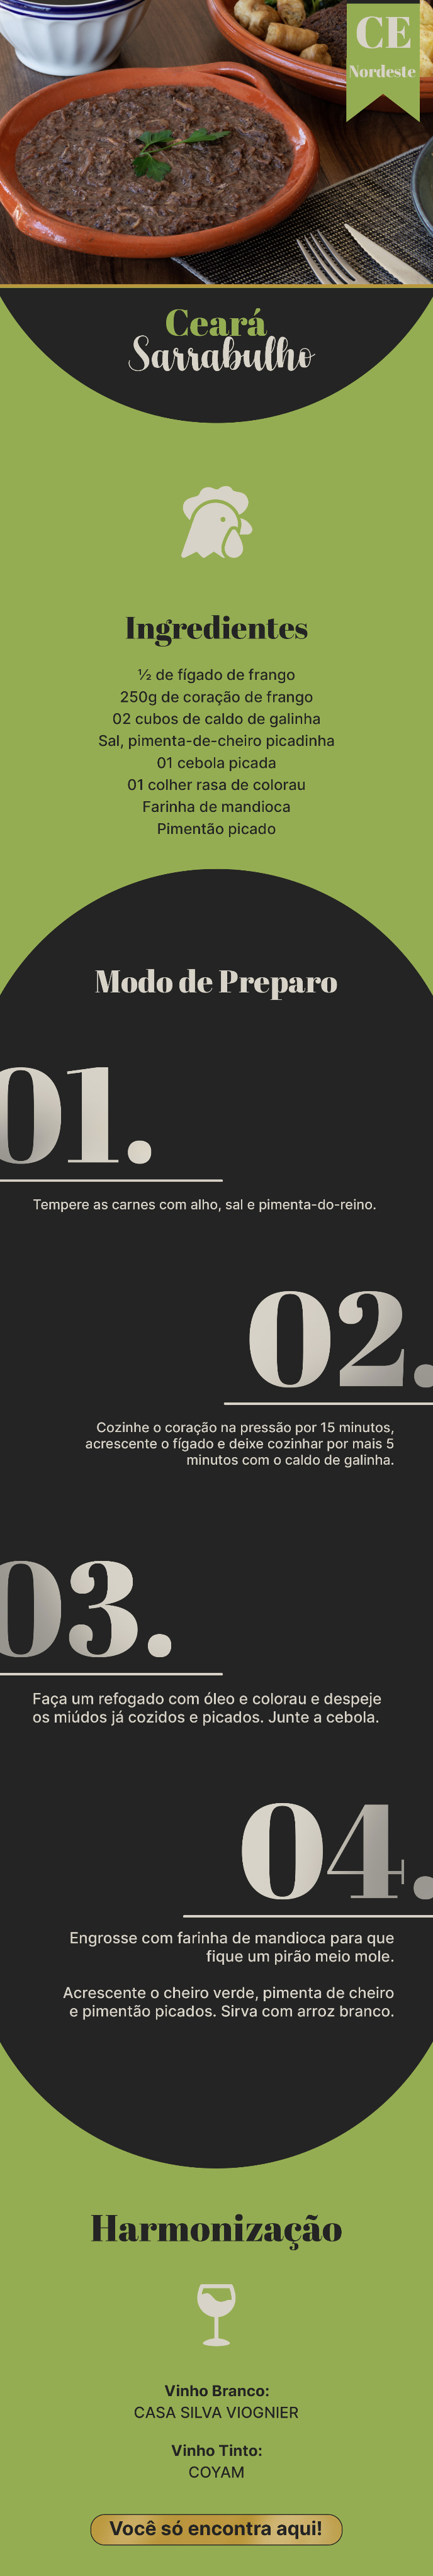 CE
Nordeste
Ceará
Sarrabulho
Ingredientes
½ de fígado de frango
250g de coração de frango
02 cubos de caldo de galinha
Sal, pimenta-de-cheiro picadinha
01 cebola picada
01 colher rasa de colorau
Farinha de mandioca
Pimentão picado
Modo de Preparo
01.
Tempere as carnes com alho, sal e pimenta-do-reino.
02.
Cozinhe o coração na pressão por 15 minutos,
acrescente o fígado e deixe cozinhar por mais 5
minutos com o caldo de galinha.
03.
Faça um refogado com óleo e colorau e despeje
os miúdos já cozidos e picados. Junte a cebola.
04.
Engrosse com farinha de mandioca para que
fique um pirão meio mole.
Acrescente o cheiro verde, pimenta de cheiro
e pimentão picados. Sirva com arroz branco.
Harmonização
Vinho Branco:
CASA SILVA VIOGNIER
Vinho Tinto:
COYAM
Você só encontra aqui!